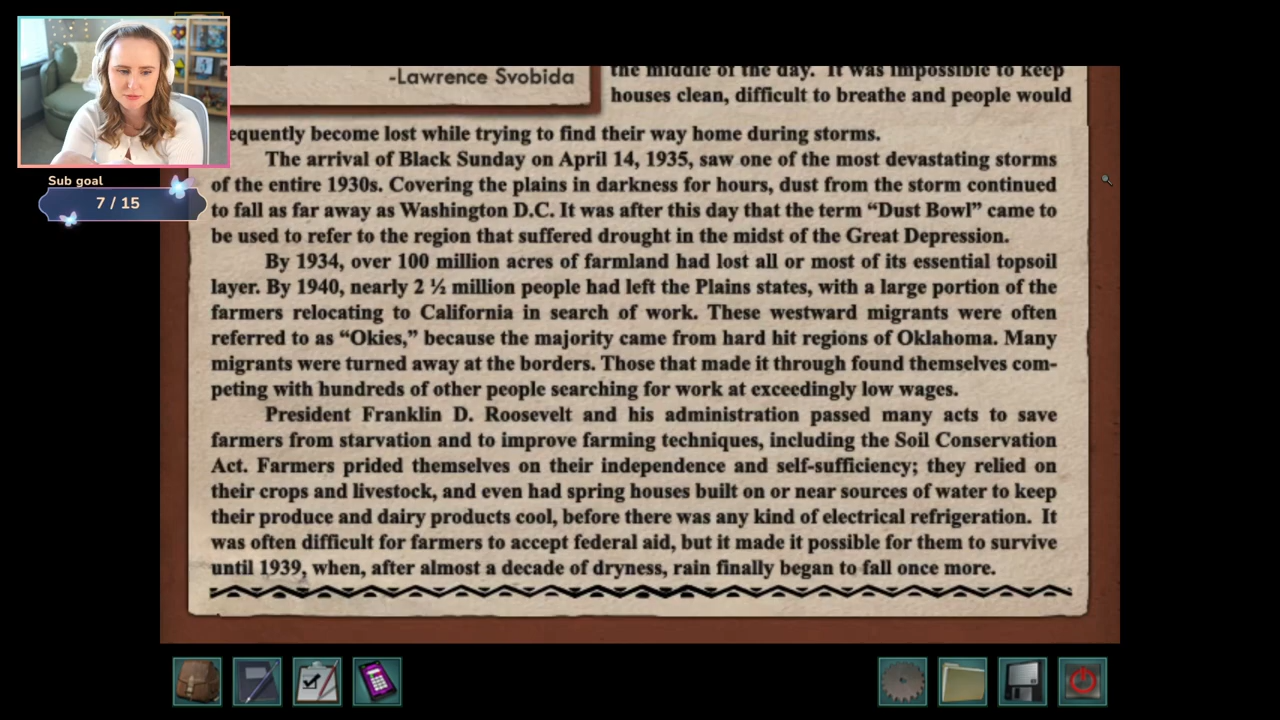 -Lawrence Svobida
the middle of the day. It was impossible to keep
houses clean, difficult to breathe and people would
equently become lost while trying to find their way home during storms.
The arrival of Black Sunday on April 14, 1935, saw one of the most devastating storms
of the entire 1930s. Covering the plains in darkness for hours, dust from the storm continued
to fall as far away as Washington D.C. It was after this day that the term “Dust Bowl” came to
be used to refer to the region that suffered drought in the midst of the Great Depression.
By 1934, over 100 million acres of farmland had lost all or most of its essential topsoil
layer. By 1940, nearly 2 ½ million people had left the Plains states, with a large portion of the
farmers relocating to California in search of work. These westward migrants were often
referred to as “Okies,” because the majority came from hard hit regions of Oklahoma. Many
migrants were turned away at the borders. Those that made it through found themselves com-
peting with hundreds of other people searching for work at exceedingly low wages.
President Franklin D. Roosevelt and his administration passed many acts to save
farmers from starvation and to improve farming techniques, including the Soil Conservation
Act. Farmers prided themselves on their independence and self-sufficiency; they relied on
their crops and livestock, and even had spring houses built on or near sources of water to keep
their produce and dairy products cool, before there was any kind of electrical refrigeration. It
was often difficult for farmers to accept federal aid, but it made it possible for them to survive
until 1939, when, after almost a decade of dryness, rain finally began to fall once more.
Sub goal
7 / 15